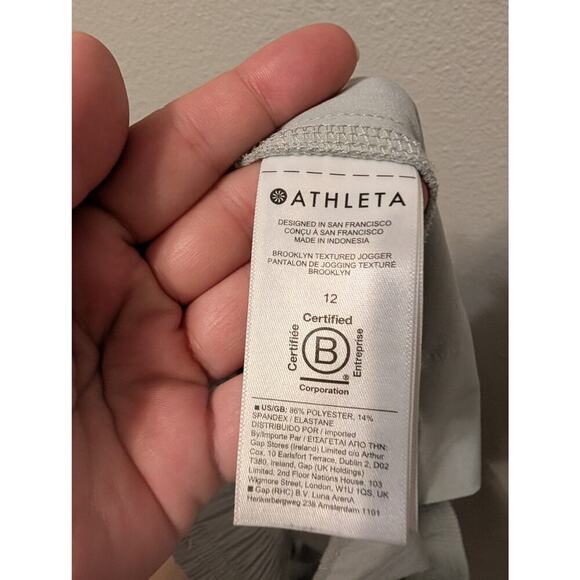 ATHLETA
DESIGNED IN SAN FRANCISCO
CONÇU À SAN FRANCISCO
MADE IN INDONESIA
BROOKLYN TEXTURED JOGGER
PANTALON DE JOGGING TEXTURÉ
BROOKLYN
12
Certified
Certifiée
B
Entreprise
®
Corporation
■ US/GB: 86% POLYESTER, 14%
SPANDEX / ELASTANE
DISTRIBUIDO POR / imported
By/Importe Par / ΕΙΣΑΓΕΤΑΙ ΑΠΟ ΤΗΝ:
Gap Stores (Ireland) Limited c/o Arthur
Cox, 10 Earlsfort Terrace, Dublin 2, D02
T380, Ireland, Gap (UK Holdings)
Limited, 2nd Floor Nations House, 103
Wigmore Street, London, W1U 1QS, UK
■ Gap (RHC) B.V. Luna ArenA
Herikerbergweg 238 Amsterdam 1101